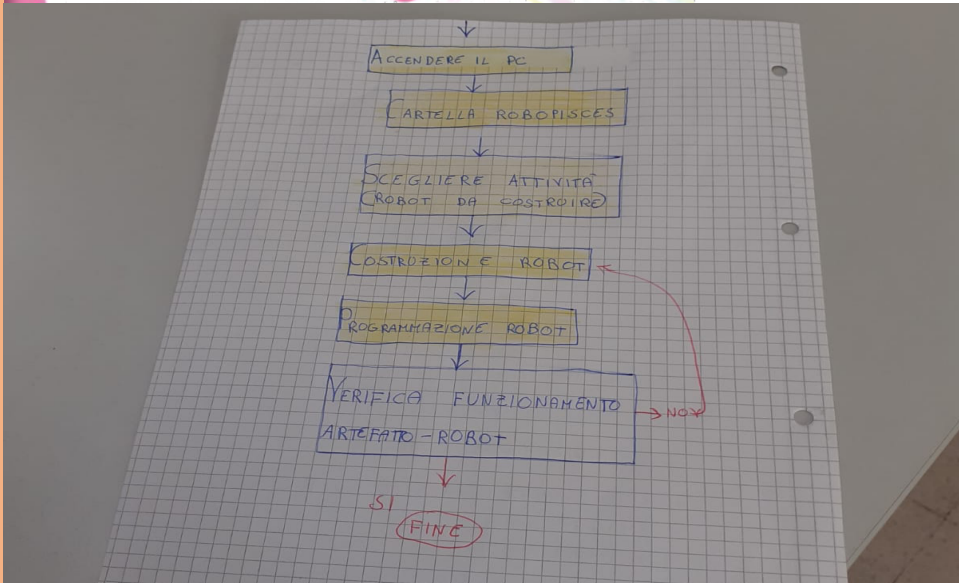 ACCENDERE IL PC
CARTELLA ROBOPISCES
SCEGLIERE ATTIVITÀ
(ROBOT DA COSTROIRE)
COSTRUZIONE ROBOT
PROGRAMMAZIONE ROBOT
VERIFICA FUNZIONAMENTO
ARTEFATTO-ROBOT
NO
SI
FINE